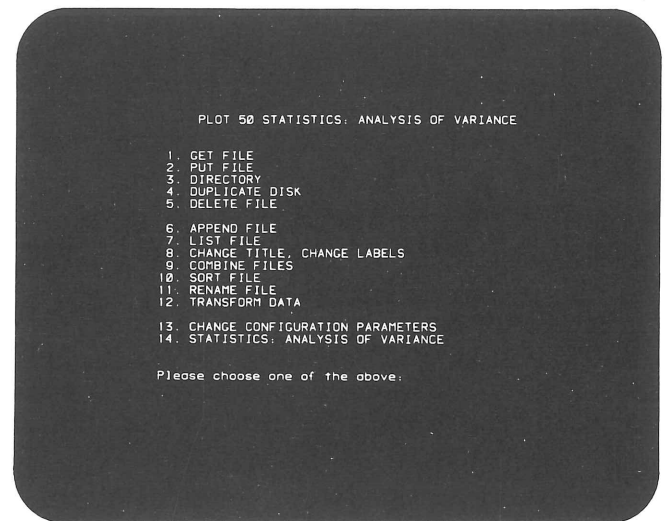 PLOT 50 STATISTICS: ANALYSIS OF VARIANCE
1. GET FILE
2. PUT FILE
3. DIRECTORY
4. DUPLICATE DISK
5. DELETE FILE
6. APPEND FILE
7. LIST FILE
8. CHANGE TITLE, CHANGE LABELS
9. COMBINE FILES
10. SORT FILE
11. RENAME FILE
12. TRANSFORM DATA
13. CHANGE CONFIGURATION PARAMETERS
14. STATISTICS: ANALYSIS OF VARIANCE
Please choose one of the above: